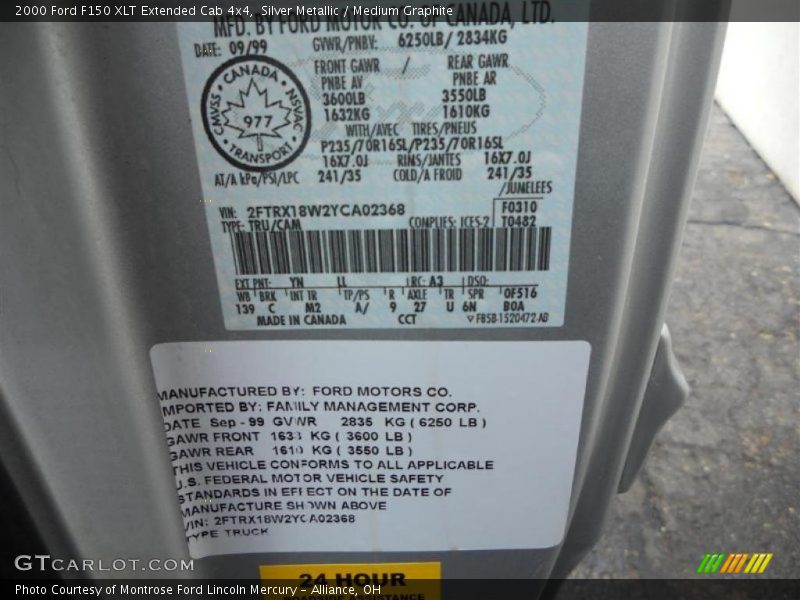 2000 Ford F150 XLT Extended Cab 4x4, Silver Metallic / Medium Graphite
MFD. BY FORD MOTOR CO. OF CANADA, LTD.
DATE: 09/99 GVWR/PNBV: 6250LB/ 2834KG
FRONT GAWR / REAR GAWR
PNBE AV PNBE AR
3600LB 3550LB
1632KG 1610KG
WITH/AVEC TIRES/PNEUS
P235/70R16SL/P235/70R16SL
16X7.0J RIMS/JANTES 16X7.0J
AT/A kPa/PSI/LPC 241/35 COLD/A FROID 241/35
/JUMELEES
CANADA
CMVSS NSVAC
977
TRANSPORT
VIN: 2FTRX18W2YCA02368 F0310
TYPE: TRU/CAM COMPLIES: ICES-2 T0482
EXT PNT: YN LL RC: A3 DSO:
WB BRK INT TR TP/PS R AXLE TR SPR 0F516
139 C M2 A/ 9 27 U 6N B0A
MADE IN CANADA CCT F85B-1520472-AB
MANUFACTURED BY: FORD MOTORS CO.
IMPORTED BY: FAMILY MANAGEMENT CORP.
DATE Sep - 99 GVWR 2835 KG ( 6250 LB )
GAWR FRONT 1633 KG ( 3600 LB )
GAWR REAR 1610 KG ( 3550 LB )
THIS VEHICLE CONFORMS TO ALL APPLICABLE
U.S. FEDERAL MOTOR VEHICLE SAFETY
STANDARDS IN EFFECT ON THE DATE OF
MANUFACTURE SHOWN ABOVE
VIN: 2FTRX18W2YCA02368
TYPE TRUCK
24 HOUR
ROADSIDE ASSISTANCE
GTCARLOT.COM
Photo Courtesy of Montrose Ford Lincoln Mercury - Alliance, OH